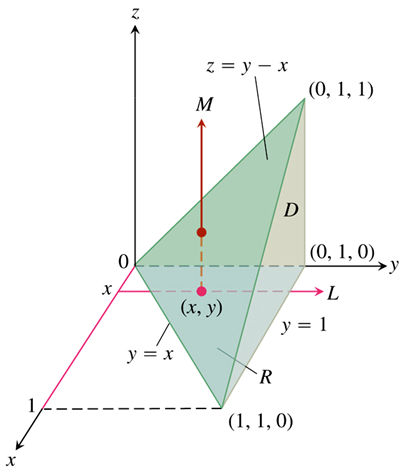 z
z = y − x
(0, 1, 1)
M
D
0
(0, 1, 0)
y
x
L
(x, y)
y = 1
y = x
R
1
(1, 1, 0)
x